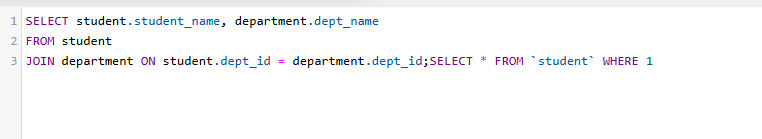 1 SELECT student.student_name, department.dept_name
2 FROM student
3 JOIN department ON student.dept_id = department.dept_id;SELECT * FROM `student` WHERE 1